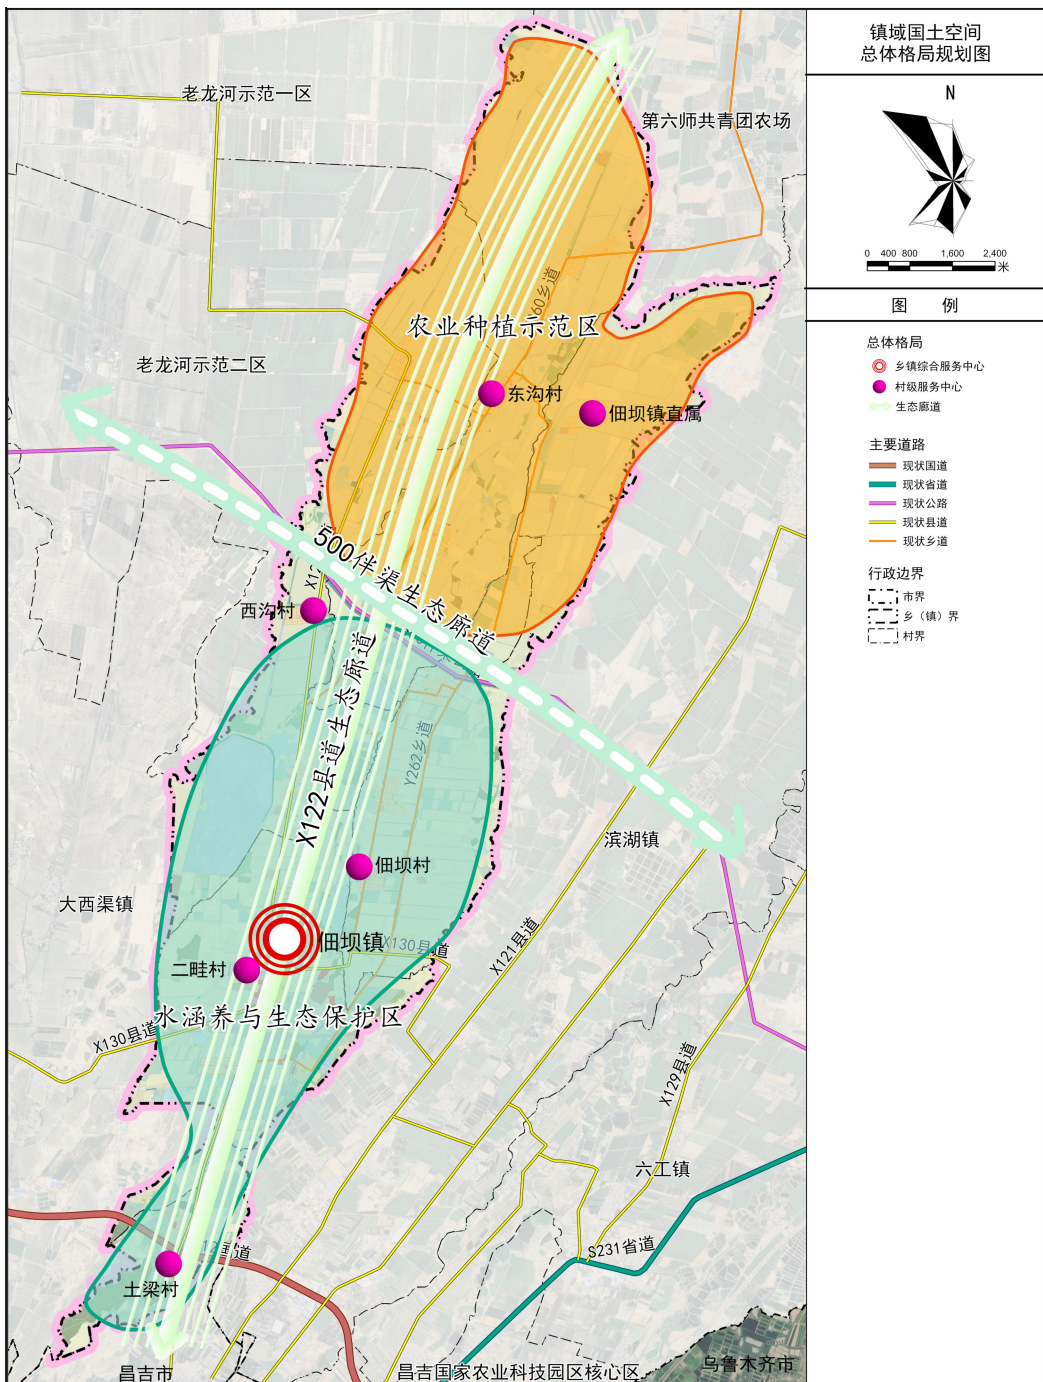 镇域国土空间
总体格局规划图
N
0 400 800 1,600 2,400
米
图 例
总体格局
乡镇综合服务中心
村级服务中心
生态廊道
主要道路
现状国道
现状省道
现状公路
现状县道
现状乡道
行政边界
市界
乡（镇）界
村界
老龙河示范一区
第六师共青团农场
60乡道
农业种植示范区
老龙河示范二区
东沟村
佃坝镇直属
500伴渠生态廊道
西沟村
X122县道生态廊道
Y262乡道
滨湖镇
佃坝村
大西渠镇
佃坝镇
X130县道
X121县道
二畦村
水涵养与生态保护区
X130县道
X129县道
六工镇
S231省道
土梁村
昌吉市
昌吉国家农业科技园区核心区
乌鲁木齐市